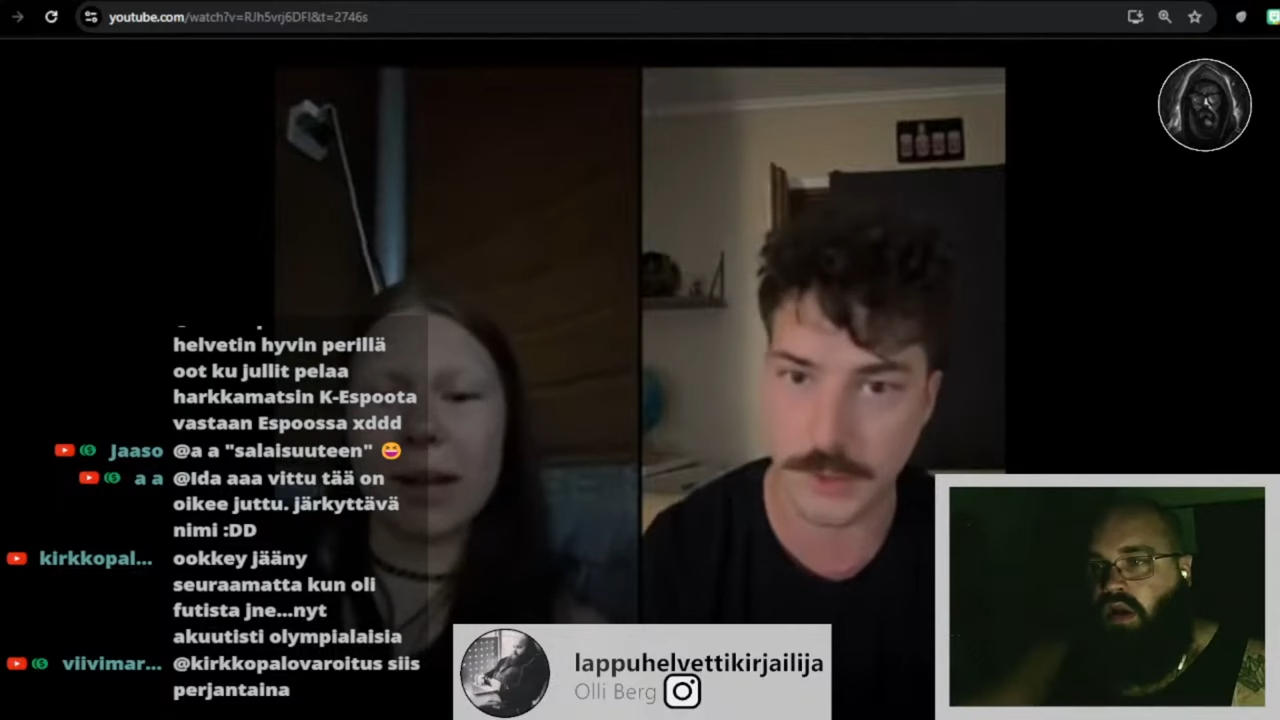 youtube.com/watch?v=RJh5vrj6DFI&t=2746s
helvetin hyvin perillä
oot ku jullit pelaa
harkkamatsin K-Espoota
vastaan Espoossa xddd
Jaaso @a a "salaisuuteen" 😆
a a @Ida aaa vittu tää on
oikee juttu. järkyttävä
nimi :DD
kirkkopal... ookkey jääny
seuraamatta kun oli
futista jne...nyt
akuutisti olympialaisia
viivimar... @kirkkopalovaroitus siis
perjantaina
lappuhelvettikirjailija
Olli Berg